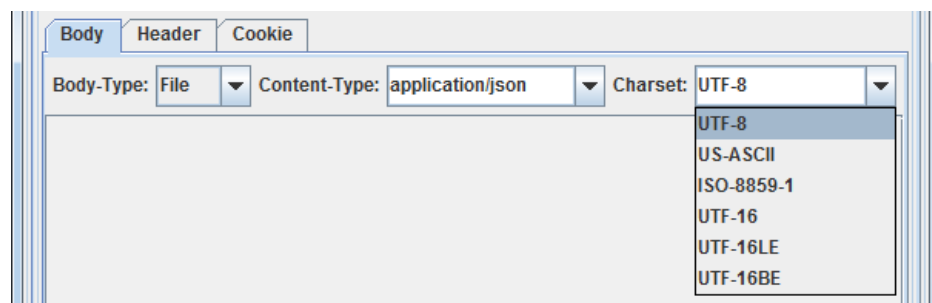 Body Header Cookie
Body-Type: File Content-Type: application/json Charset: UTF-8
UTF-8
US-ASCII
ISO-8859-1
UTF-16
UTF-16LE
UTF-16BE